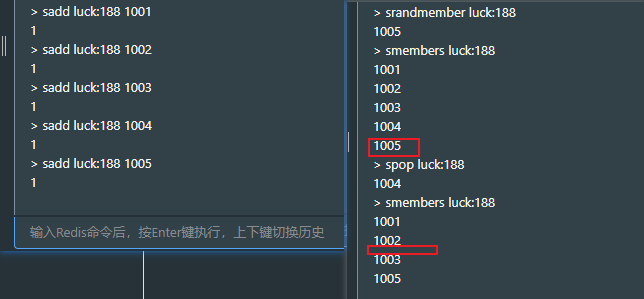 > sadd luck:188 1001
1
> sadd luck:188 1002
1
> sadd luck:188 1003
1
> sadd luck:188 1004
1
> sadd luck:188 1005
1
输入Redis命令后，按Enter键执行，上下键切换历史
> srandmember luck:188
1005
> smembers luck:188
1001
1002
1003
1004
1005
> spop luck:188
1004
> smembers luck:188
1001
1002
1003
1005